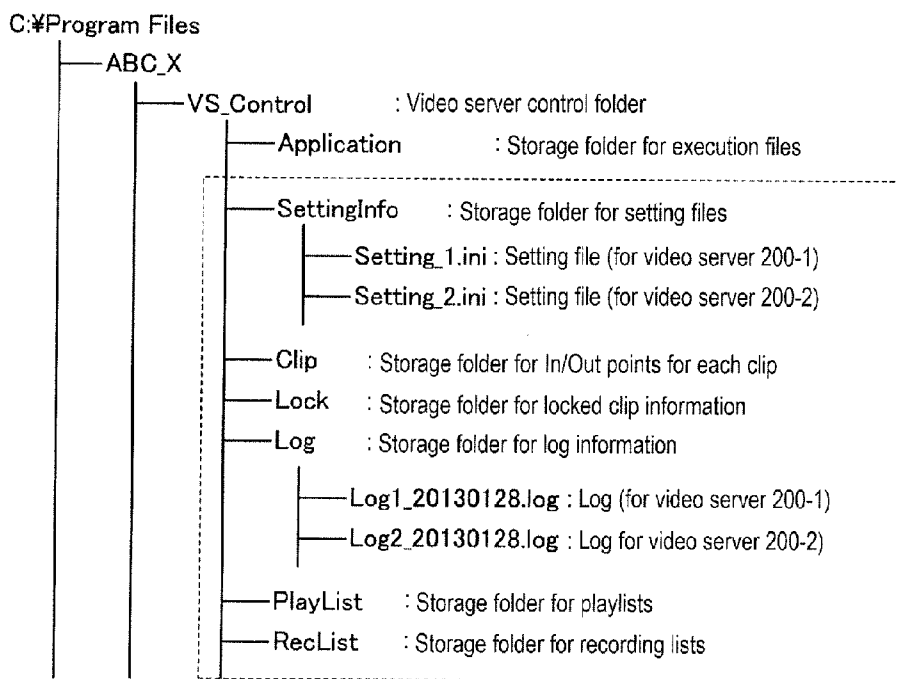 C:¥Program Files
ABC_X
VS_Control : Video server control folder
Application : Storage folder for execution files
SettingInfo : Storage folder for setting files
Setting_1.ini : Setting file (for video server 200-1)
Setting_2.ini : Setting file (for video server 200-2)
Clip : Storage folder for In/Out points for each clip
Lock : Storage folder for locked clip information
Log : Storage folder for log information
Log1_20130128.log : Log (for video server 200-1)
Log2_20130128.log : Log for video server 200-2)
PlayList : Storage folder for playlists
RecList : Storage folder for recording lists